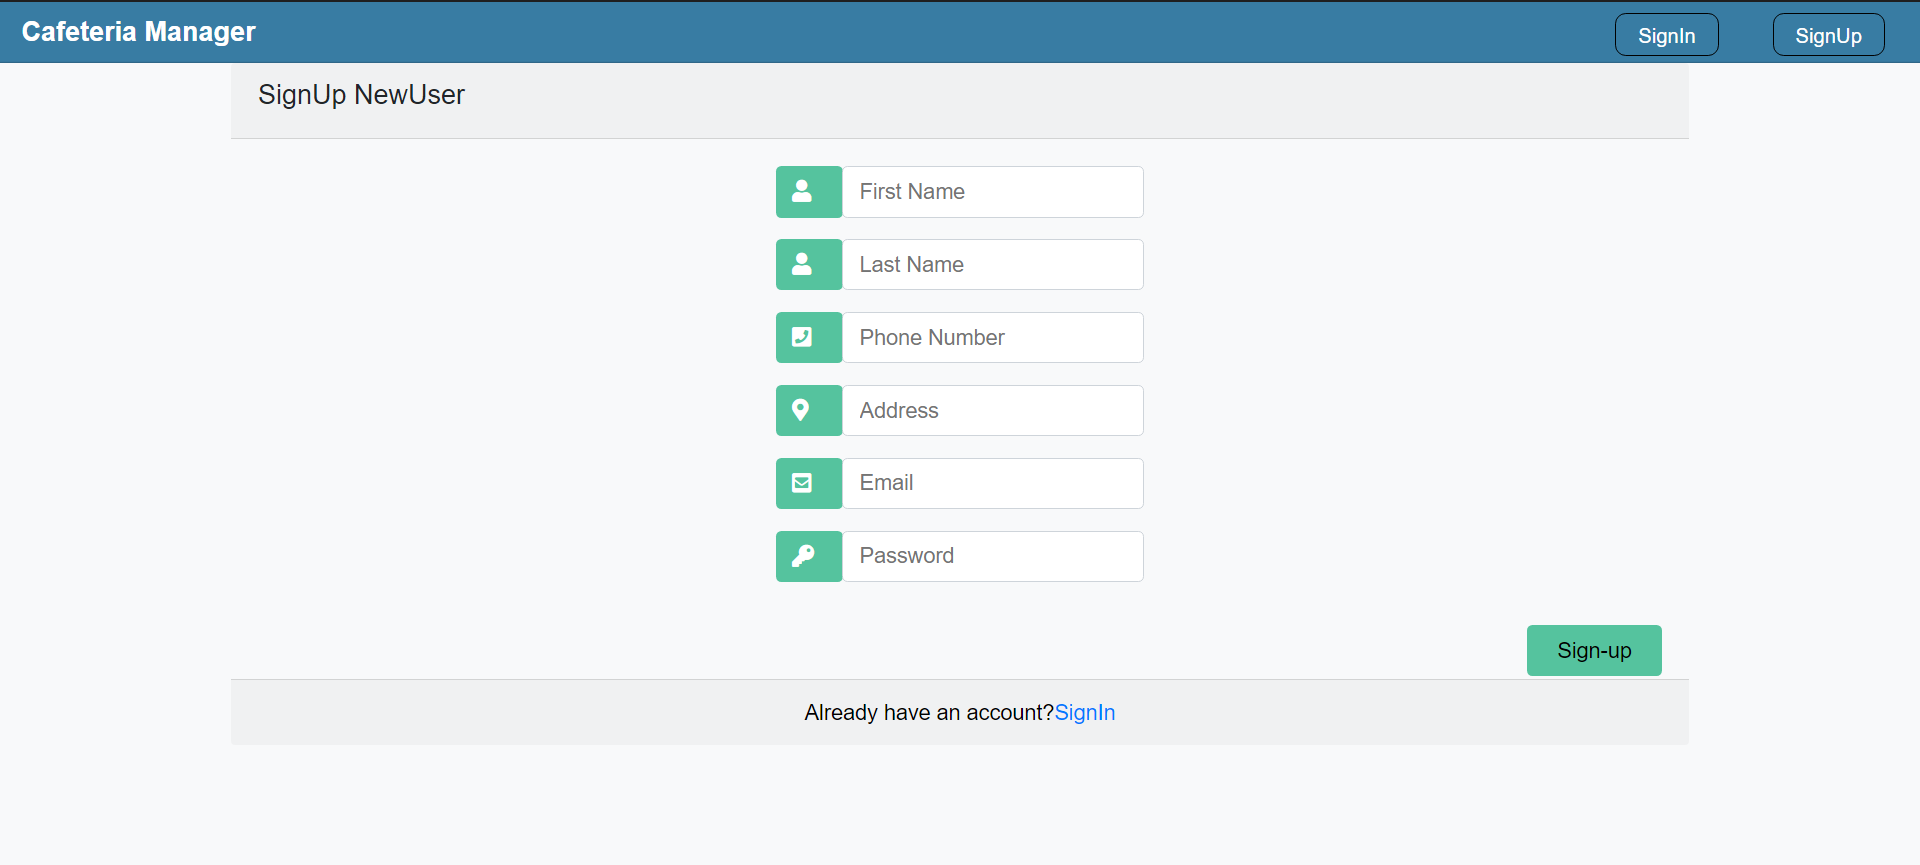 Cafeteria Manager
SignIn
SignUp
SignUp NewUser
First Name
Last Name
Phone Number
Address
Email
Password
Sign-up
Already have an account?SignIn